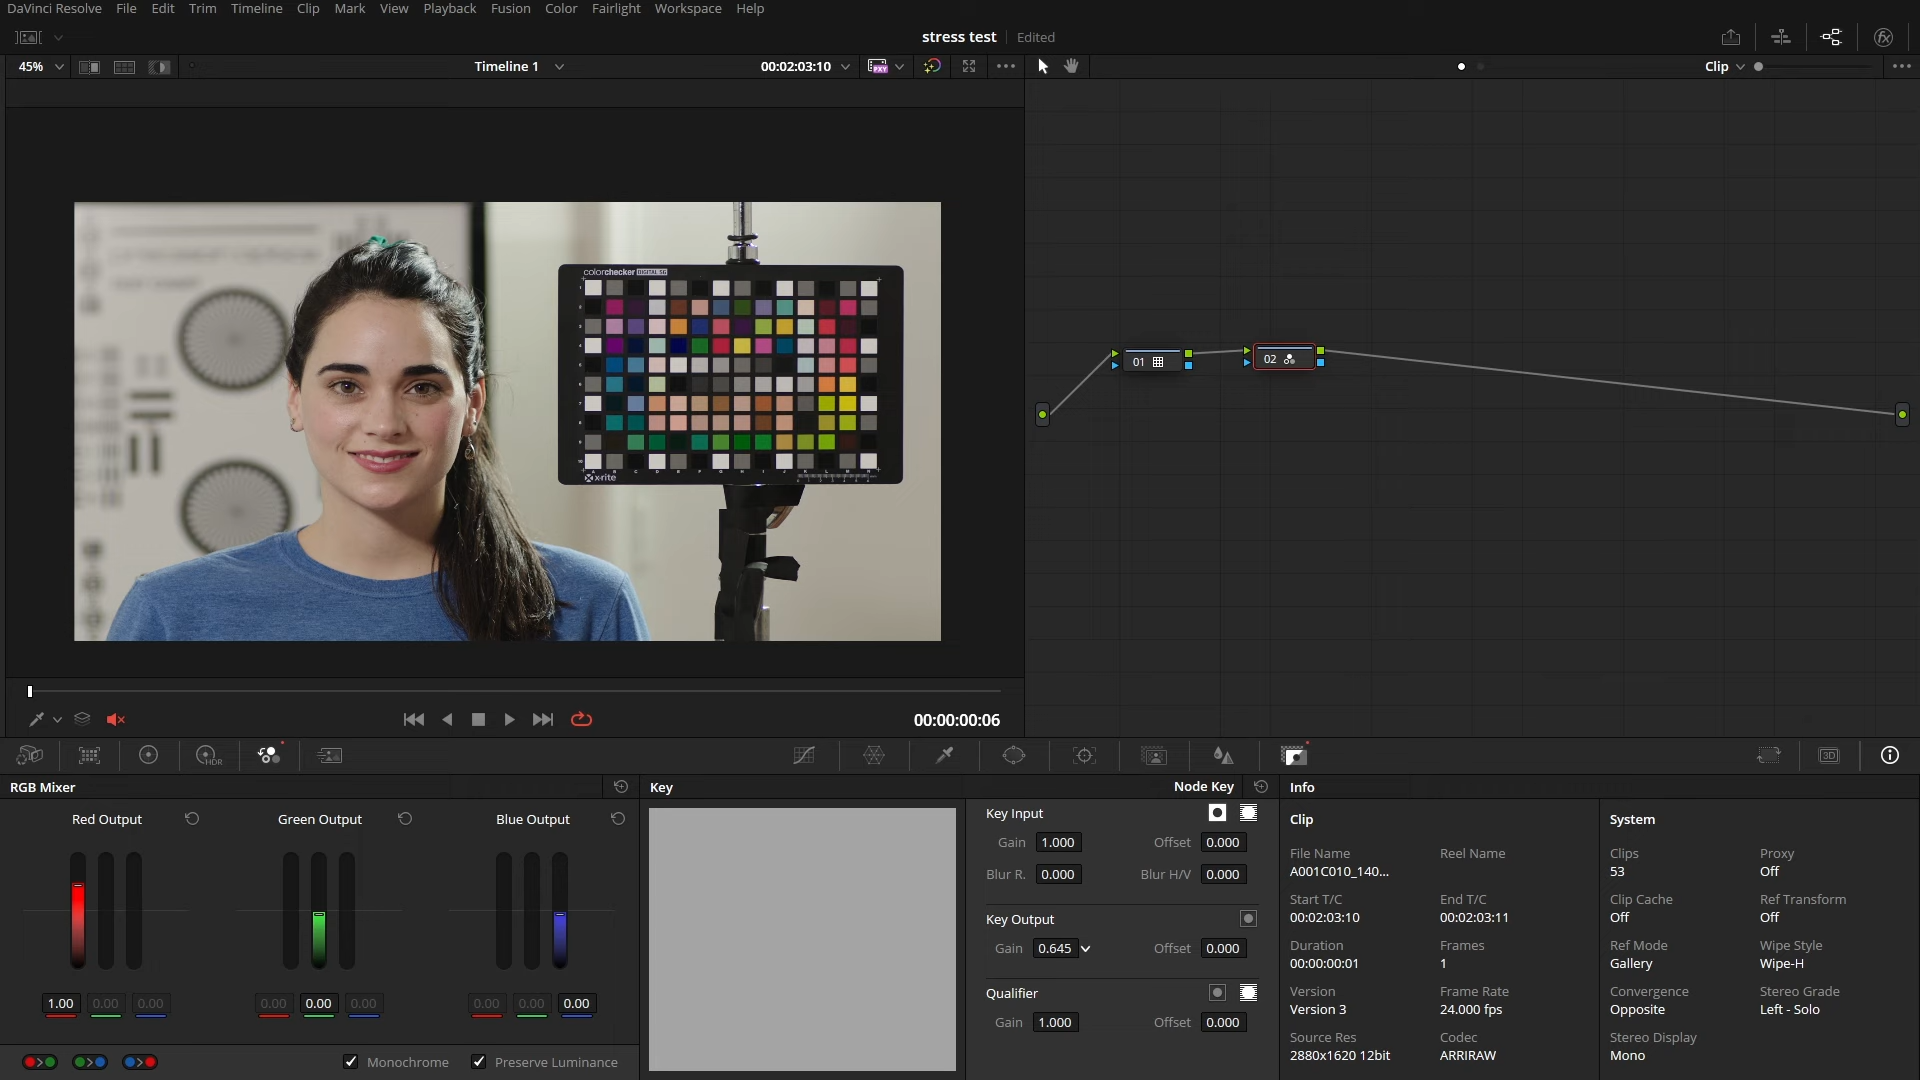 DaVinci Resolve File Edit Trim Timeline Clip Mark View Playback Fusion Color Fairlight Workspace Help
stress test Edited
45% Timeline 1 00:02:03:10 PXY Clip
colorchecker DIGITAL SG
x-rite
01 02
00:00:00:06
HDR 3D
RGB Mixer Key Node Key Info
Red Output Green Output Blue Output
1.00 0.00 0.00 0.00 0.00 0.00 0.00 0.00 0.00
Monochrome Preserve Luminance
Key Input
Gain 1.000 Offset 0.000
Blur R. 0.000 Blur H/V 0.000
Key Output
Gain 0.645 Offset 0.000
Qualifier
Gain 1.000 Offset 0.000
Clip
File Name Reel Name
A001C010_140...
Start T/C End T/C
00:02:03:10 00:02:03:11
Duration Frames
00:00:00:01 1
Version Frame Rate
Version 3 24.000 fps
Source Res Codec
2880x1620 12bit ARRIRAW
System
Clips Proxy
53 Off
Clip Cache Ref Transform
Off Off
Ref Mode Wipe Style
Gallery Wipe-H
Convergence Stereo Grade
Opposite Left - Solo
Stereo Display
Mono